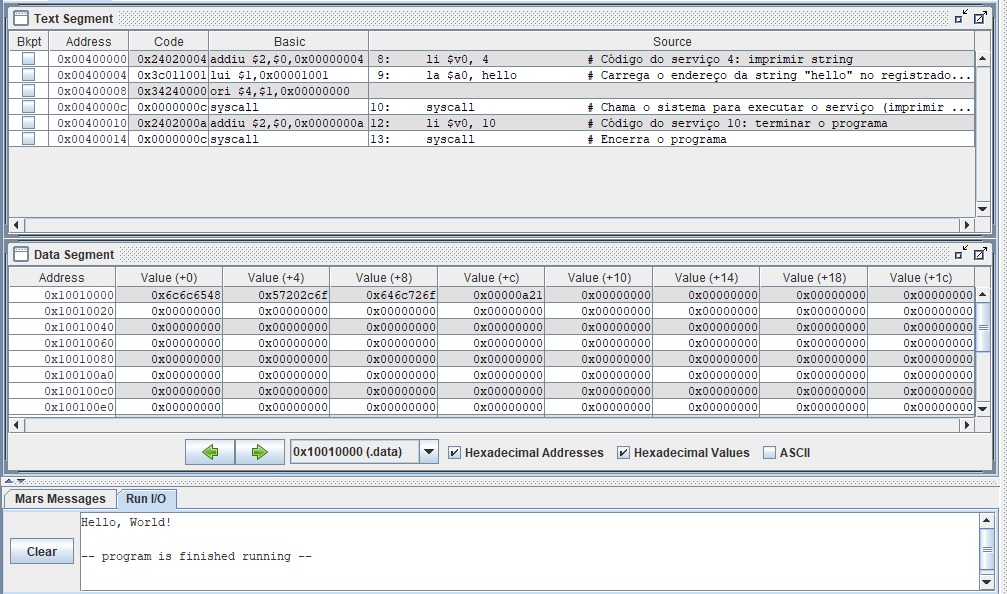 Text Segment
Bkpt Address Code Basic Source
0x00400000 0x24020004 addiu $2,$0,0x00000004 8: li $v0, 4 # Código do serviço 4: imprimir string
0x00400004 0x3c011001 lui $1,0x00001001 9: la $a0, hello # Carrega o endereço da string "hello" no registrado...
0x00400008 0x34240000 ori $4,$1,0x00000000
0x0040000c 0x0000000c syscall 10: syscall # Chama o sistema para executar o serviço (imprimir ...
0x00400010 0x2402000a addiu $2,$0,0x0000000a 12: li $v0, 10 # Código do serviço 10: terminar o programa
0x00400014 0x0000000c syscall 13: syscall # Encerra o programa
Data Segment
Address Value (+0) Value (+4) Value (+8) Value (+c) Value (+10) Value (+14) Value (+18) Value (+1c)
0x10010000 0x6c6c6548 0x57202c6f 0x646c726f 0x00000a21 0x00000000 0x00000000 0x00000000 0x00000000
0x10010020 0x00000000 0x00000000 0x00000000 0x00000000 0x00000000 0x00000000 0x00000000 0x00000000
0x10010040 0x00000000 0x00000000 0x00000000 0x00000000 0x00000000 0x00000000 0x00000000 0x00000000
0x10010060 0x00000000 0x00000000 0x00000000 0x00000000 0x00000000 0x00000000 0x00000000 0x00000000
0x10010080 0x00000000 0x00000000 0x00000000 0x00000000 0x00000000 0x00000000 0x00000000 0x00000000
0x100100a0 0x00000000 0x00000000 0x00000000 0x00000000 0x00000000 0x00000000 0x00000000 0x00000000
0x100100c0 0x00000000 0x00000000 0x00000000 0x00000000 0x00000000 0x00000000 0x00000000 0x00000000
0x100100e0 0x00000000 0x00000000 0x00000000 0x00000000 0x00000000 0x00000000 0x00000000 0x00000000
0x10010000 (.data) Hexadecimal Addresses Hexadecimal Values ASCII
Mars Messages Run I/O
Hello, World!
Clear
-- program is finished running --